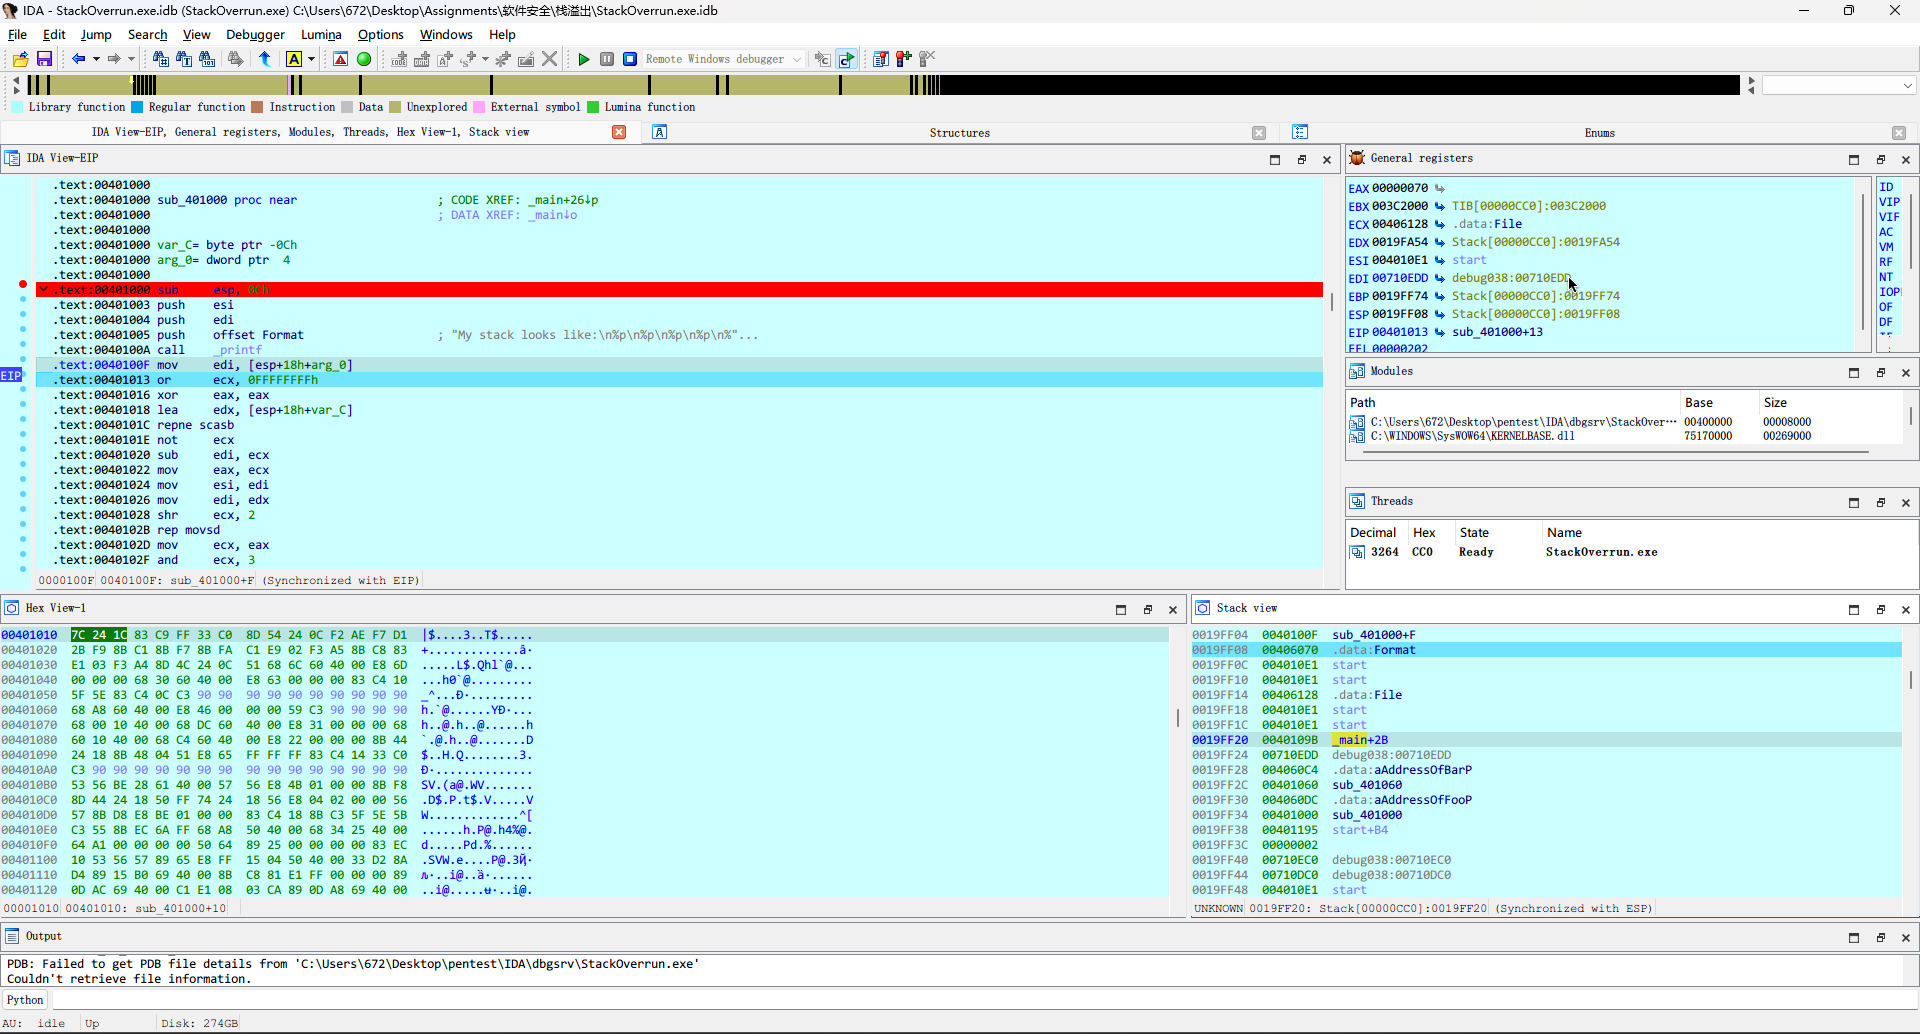 IDA - StackOverrun.exe.idb (StackOverrun.exe) C:\Users\672\Desktop\Assignments\软件安全\栈溢出\StackOverrun.exe.idb
File Edit Jump Search View Debugger Lumina Options Windows Help
Remote Windows debugger
Library function Regular function Instruction Data Unexplored External symbol Lumina function
IDA View-EIP, General registers, Modules, Threads, Hex View-1, Stack view
Structures
Enums
IDA View-EIP
.text:00401000
.text:00401000 sub_401000 proc near ; CODE XREF: _main+26↓p
.text:00401000 ; DATA XREF: _main↓o
.text:00401000
.text:00401000 var_C= byte ptr -0Ch
.text:00401000 arg_0= dword ptr 4
.text:00401000
.text:00401000 sub esp, 0Ch
.text:00401003 push esi
.text:00401004 push edi
.text:00401005 push offset Format ; "My stack looks like:\n%p\n%p\n%p\n%p\n%"...
.text:0040100A call _printf
.text:0040100F mov edi, [esp+18h+arg_0]
EIP
.text:00401013 or ecx, 0FFFFFFFFh
.text:00401016 xor eax, eax
.text:00401018 lea edx, [esp+18h+var_C]
.text:0040101C repne scasb
.text:0040101E not ecx
.text:00401020 sub edi, ecx
.text:00401022 mov eax, ecx
.text:00401024 mov esi, edi
.text:00401026 mov edi, edx
.text:00401028 shr ecx, 2
.text:0040102B rep movsd
.text:0040102D mov ecx, eax
.text:0040102F and ecx, 3
0000100F 0040100F: sub_401000+F (Synchronized with EIP)
General registers
EAX 00000070
EBX 003C2000 TIB[00000CC0]:003C2000
ECX 00406128 .data:File
EDX 0019FA54 Stack[00000CC0]:0019FA54
ESI 004010E1 start
EDI 00710EDD debug038:00710EDD
EBP 0019FF74 Stack[00000CC0]:0019FF74
ESP 0019FF08 Stack[00000CC0]:0019FF08
EIP 00401013 sub_401000+13
EFL 00000202
ID
VIP
VIF
AC
VM
RF
NT
IOP
OF
DF
Modules
Path Base Size
C:\Users\672\Desktop\pentest\IDA\dbgsrv\StackOver··· 00400000 00008000
C:\WINDOWS\SysWOW64\KERNELBASE.dll 75170000 00269000
Threads
Decimal Hex State Name
3264 CC0 Ready StackOverrun.exe
Hex View-1
00401010 7C 24 1C 83 C9 FF 33 C0 8D 54 24 0C F2 AE F7 D1 |$....3..T$.....
00401020 2B F9 8B C1 8B F7 8B FA C1 E9 02 F3 A5 8B C8 83
00401030 E1 03 F3 A4 8D 4C 24 0C 51 68 6C 60 40 00 E8 6D .....L$.Qhl`@...
00401040 00 00 00 68 30 60 40 00 E8 63 00 00 00 83 C4 10 ...h0`@.........
00401050 5F 5E 83 C4 0C C3 90 90 90 90 90 90 90 90 90 90 _^...Ð·.........
00401060 68 A8 60 40 00 E8 46 00 00 00 59 C3 90 90 90 90 h.`@......YÐ·...
00401070 68 00 10 40 00 68 DC 60 40 00 E8 31 00 00 00 68 h..@.h..@......h
00401080 60 10 40 00 68 C4 60 40 00 E8 22 00 00 00 8B 44 `.@.h..@.......D
00401090 24 18 8B 48 04 51 E8 65 FF FF FF 83 C4 14 33 C0 $..H.Q........3.
004010A0 C3 90 90 90 90 90 90 90 90 90 90 90 90 90 90 90 Ð·..............
004010B0 53 56 BE 28 61 40 00 57 56 E8 4B 01 00 00 8B F8 SV.(a@.WV.......
004010C0 8D 44 24 18 50 FF 74 24 18 56 E8 04 02 00 00 56 .D$.P.t$.V.....V
004010D0 57 8B D8 E8 BE 01 00 00 83 C4 18 8B C3 5F 5E 5B W.............^[
004010E0 C3 55 8B EC 6A FF 68 A8 50 40 00 68 34 25 40 00 ......h.P@.h4%@.
004010F0 64 A1 00 00 00 00 50 64 89 25 00 00 00 00 83 EC d.....Pd.%......
00401100 10 53 56 57 89 65 E8 FF 15 04 50 40 00 33 D2 8A
00401110 D4 89 15 B0 69 40 00 8B C8 81 E1 FF 00 00 00 89
00401120 0D AC 69 40 00 C1 E1 08 03 CA 89 0D A8 69 40 00
00001010 00401010: sub_401000+10
Stack view
0019FF04 0040100F sub_401000+F
0019FF08 00406070 .data:Format
0019FF0C 004010E1 start
0019FF10 004010E1 start
0019FF14 00406128 .data:File
0019FF18 004010E1 start
0019FF1C 004010E1 start
0019FF20 0040109B _main+2B
0019FF24 00710EDD debug038:00710EDD
0019FF28 004060C4 .data:aAddressOfBarP
0019FF2C 00401060 sub_401060
0019FF30 004060DC .data:aAddressOfFooP
0019FF34 00401000 sub_401000
0019FF38 00401195 start+B4
0019FF3C 00000002
0019FF40 00710EC0 debug038:00710EC0
0019FF44 00710DC0 debug038:00710DC0
0019FF48 004010E1 start
UNKNOWN 0019FF20: Stack[00000CC0]:0019FF20 (Synchronized with ESP)
Output
PDB: Failed to get PDB file details from 'C:\Users\672\Desktop\pentest\IDA\dbgsrv\StackOverrun.exe'
Couldn't retrieve file information.
Python
AU: idle Up Disk: 274GB